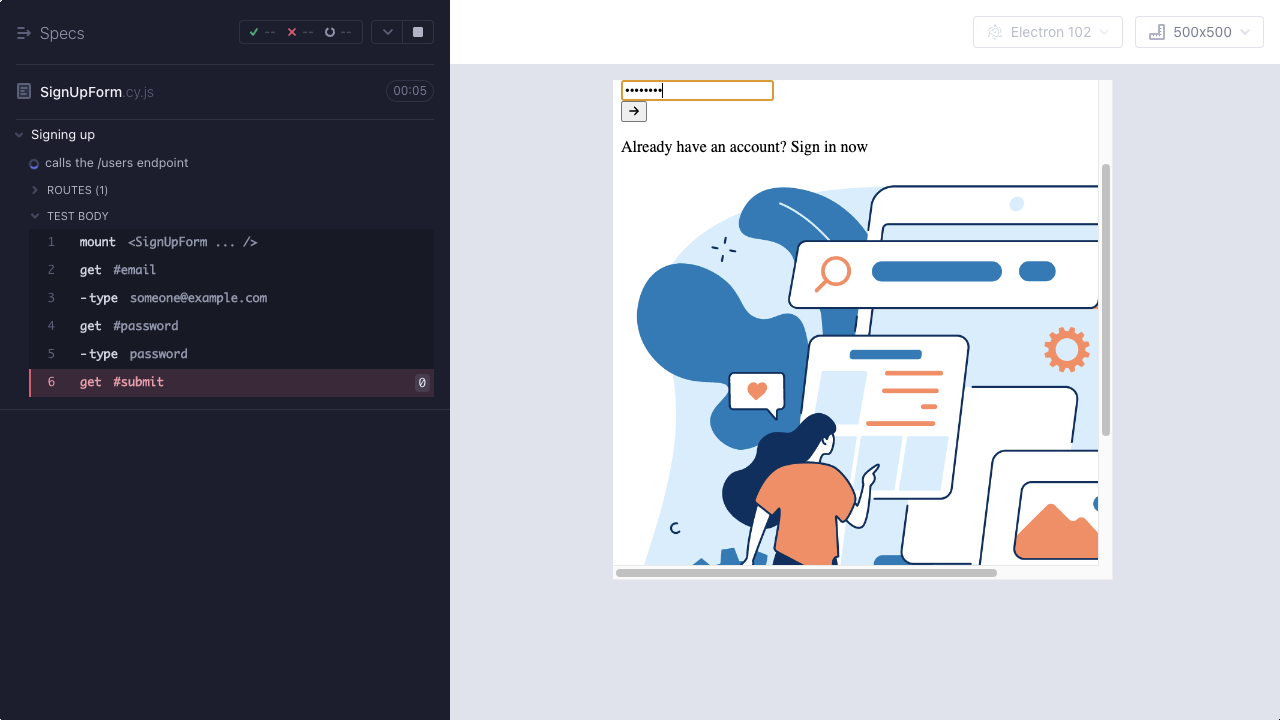 Specs
-- -- --
Electron 102
500x500
SignUpForm.cy.js
00:05
Signing up
calls the /users endpoint
ROUTES (1)
TEST BODY
1 mount <SignUpForm ... />
2 get #email
3 -type someone@example.com
4 get #password
5 -type password
6 get #submit 0
••••••••
→
Already have an account? Sign in now